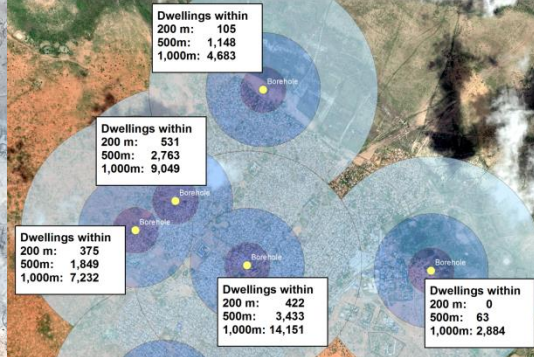 Dwellings within
200 m: 105
500m: 1,148
1,000m: 4,683
Borehole
Dwellings within
200 m: 531
500m: 2,763
1,000m: 9,049
Borehole
Borehole
Dwellings within
200 m: 375
500m: 1,849
1,000m: 7,232
Borehole
Dwellings within
200 m: 422
500m: 3,433
1,000m: 14,151
Borehole
Dwellings within
200 m: 0
500m: 63
1,000m: 2,884